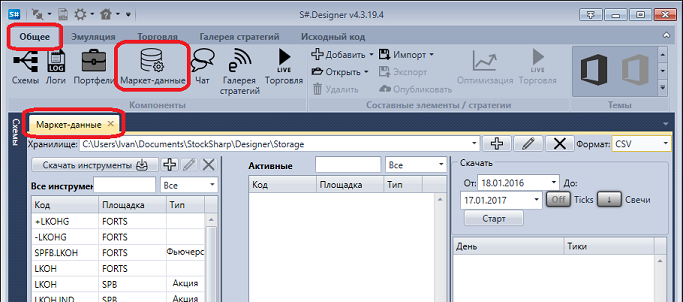 S# S#.Designer v4.3.19.4
Общее Эмуляция Торговля Галерея стратегий Исходный код
Схемы Логи Портфели Маркет-данные Чат Галерея стратегий Торговля
LOG LIVE
Добавить Импорт
Открыть Экспорт
Удалить Опубликовать
Оптимизация LIVE Торговля
Компоненты Составные элементы / стратегии Темы
Схемы
Маркет-данные
Хранилище: C:\Users\Ivan\Documents\StockSharp\Designer\Storage Формат: CSV
Скачать инструменты Активные Все Скачать
Все инструмен Все
От: 18.01.2016 До:
17.01.2017 Off Ticks Свечи
Старт
Код Площадка Тип Код Площадка Тип День Тики
+LKOHG FORTS
-LKOHG FORTS
SPFB.LKOH FORTS Фьючерс
LKOH FORTS
LKOH SPB Акция
LKOH.IND SPB Акция